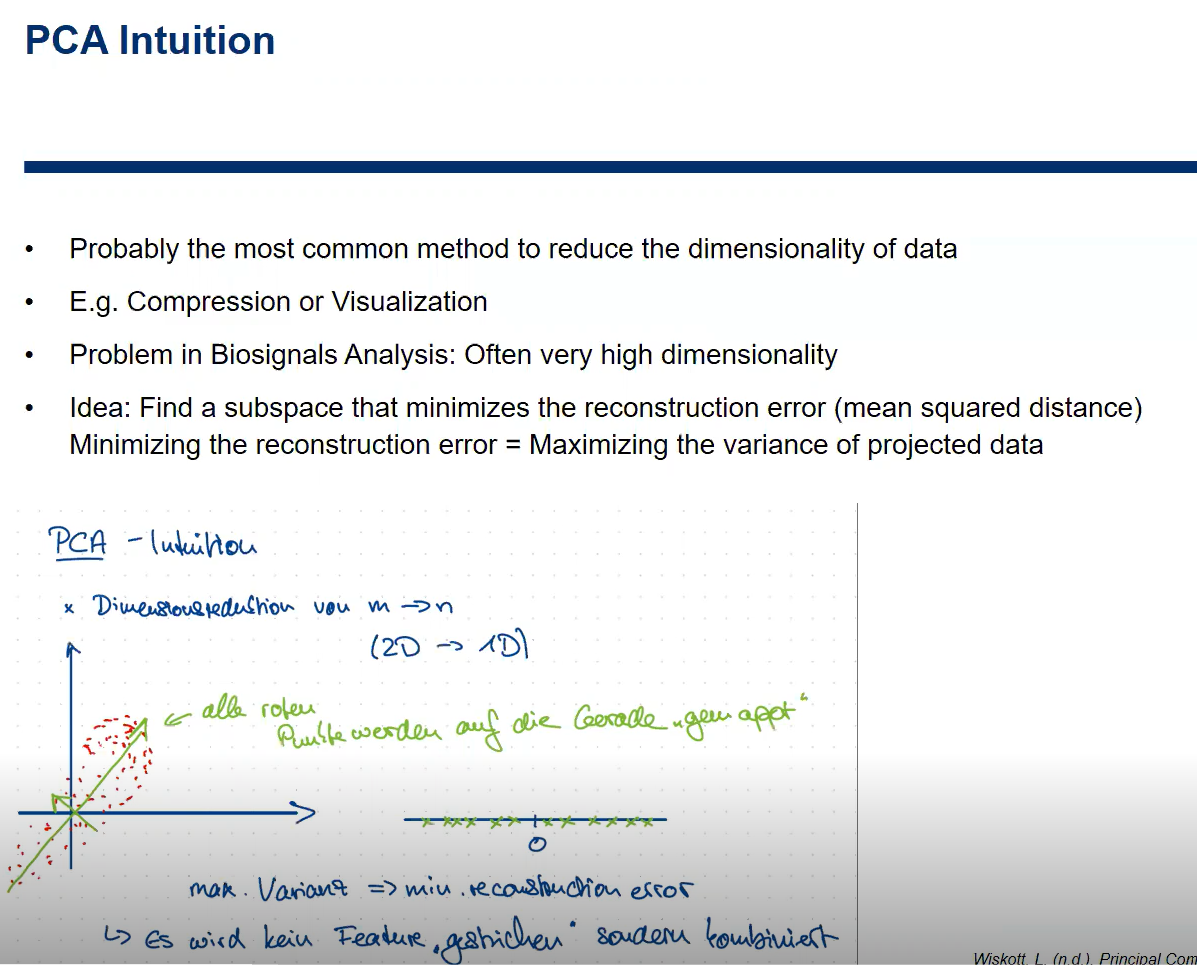 PCA Intuition
• Probably the most common method to reduce the dimensionality of data
• E.g. Compression or Visualization
• Problem in Biosignals Analysis: Often very high dimensionality
• Idea: Find a subspace that minimizes the reconstruction error (mean squared distance)
Minimizing the reconstruction error = Maximizing the variance of projected data
PCA - Intuition
x Dimensionsreduktion von m → n
(2D → 1D)
← alle roten
Punkte werden auf die Gerade „gemappt“
0
max. Varianz => min. reconstruction error
↳ Es wird kein Feature „gestrichen“ sondern kombiniert
Wiskott, L. (n.d.). Principal Com